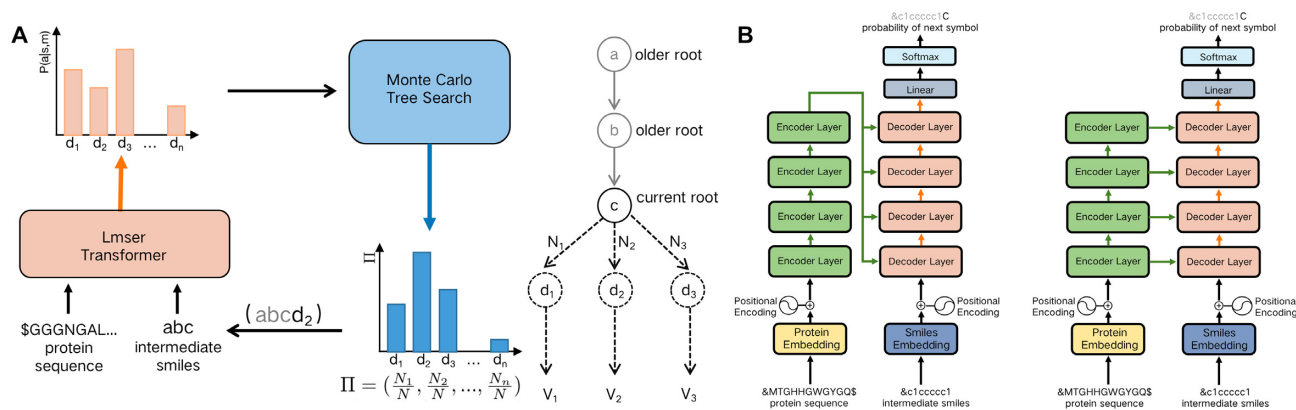 A
P(a|s,m)
d1 d2 d3 ... dn
Monte Carlo
Tree Search
Lmser
Transformer
$GGGNGAL...
protein
sequence
abc
intermediate
smiles
(abcd2)
Π
d1 d2 d3 ... dn
Π = (N1/N, N2/N, ..., Nn/N)
a older root
b older root
c current root
N1 N2 N3
d1 d2 d3
V1 V2 V3
B
&c1ccccc1C
probability of next symbol
Softmax
Linear
Encoder Layer Decoder Layer
Encoder Layer Decoder Layer
Encoder Layer Decoder Layer
Encoder Layer Decoder Layer
Positional
Encoding
Positional
Encoding
Protein
Embedding
Smiles
Embedding
&MTGHHGWGYGQ$
protein sequence
&c1ccccc1
intermediate smiles
&c1ccccc1C
probability of next symbol
Softmax
Linear
Encoder Layer Decoder Layer
Encoder Layer Decoder Layer
Encoder Layer Decoder Layer
Encoder Layer Decoder Layer
Positional
Encoding
Positional
Encoding
Protein
Embedding
Smiles
Embedding
&MTGHHGWGYGQ$
protein sequence
&c1ccccc1
intermediate smiles